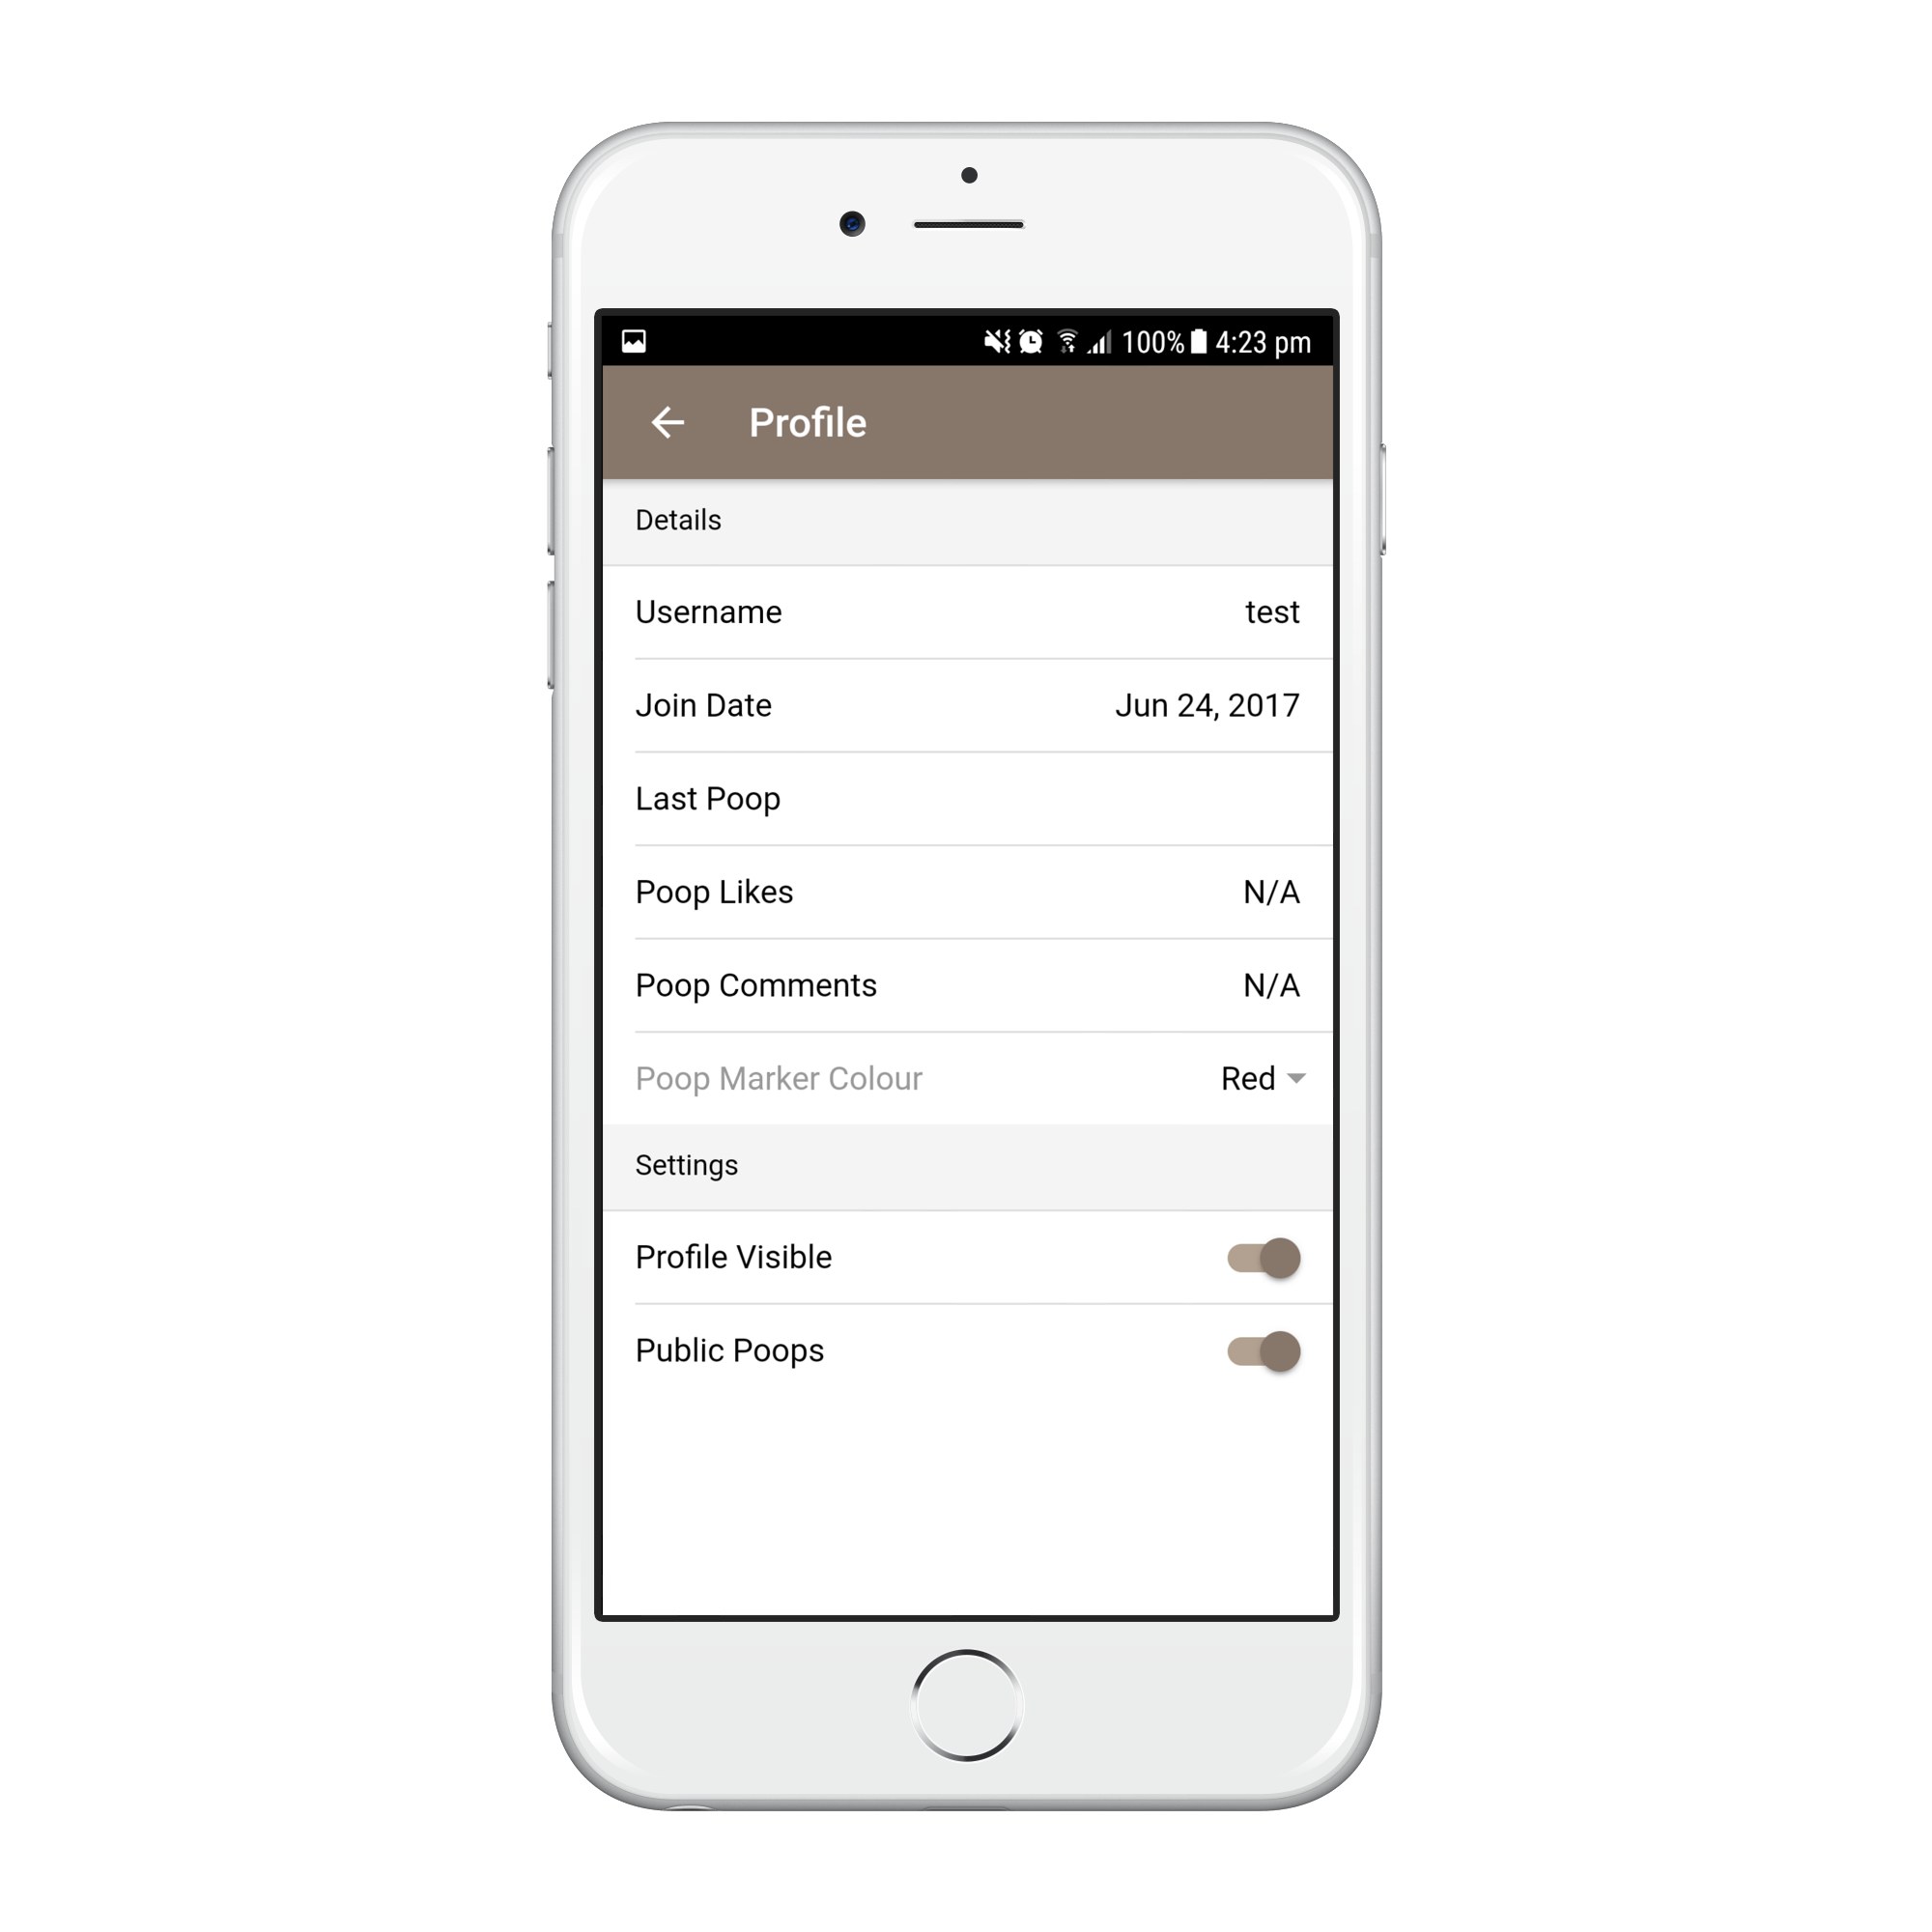 100% 4:23 pm
Profile
Details
Username test
Join Date Jun 24, 2017
Last Poop
Poop Likes N/A
Poop Comments N/A
Poop Marker Colour Red
Settings
Profile Visible
Public Poops